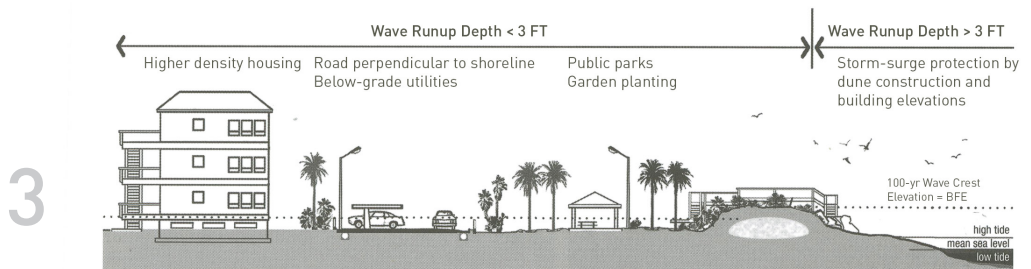 Wave Runup Depth < 3 FT
Wave Runup Depth > 3 FT
Higher density housing
Road perpendicular to shoreline
Below-grade utilities
Public parks
Garden planting
Storm-surge protection by
dune construction and
building elevations
3
100-yr Wave Crest
Elevation = BFE
high tide
mean sea level
low tide